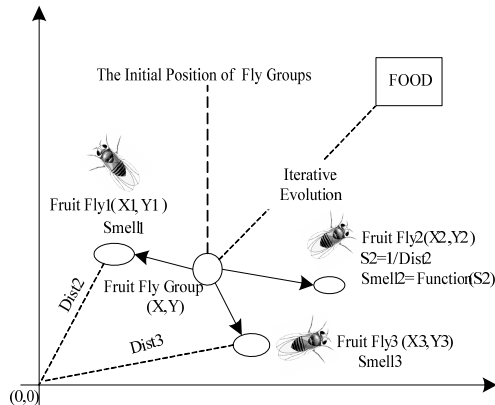 The Initial Position of Fly Groups
FOOD
Iterative
Evolution
Fruit Fly1(X1, Y1)
Smell1
Fruit Fly2(X2,Y2)
S2=1/Dist2
Smell2=Function(S2)
Fruit Fly Group
(X,Y)
Dist2
Dist3
Fruit Fly3 (X3,Y3)
Smell3
(0,0)